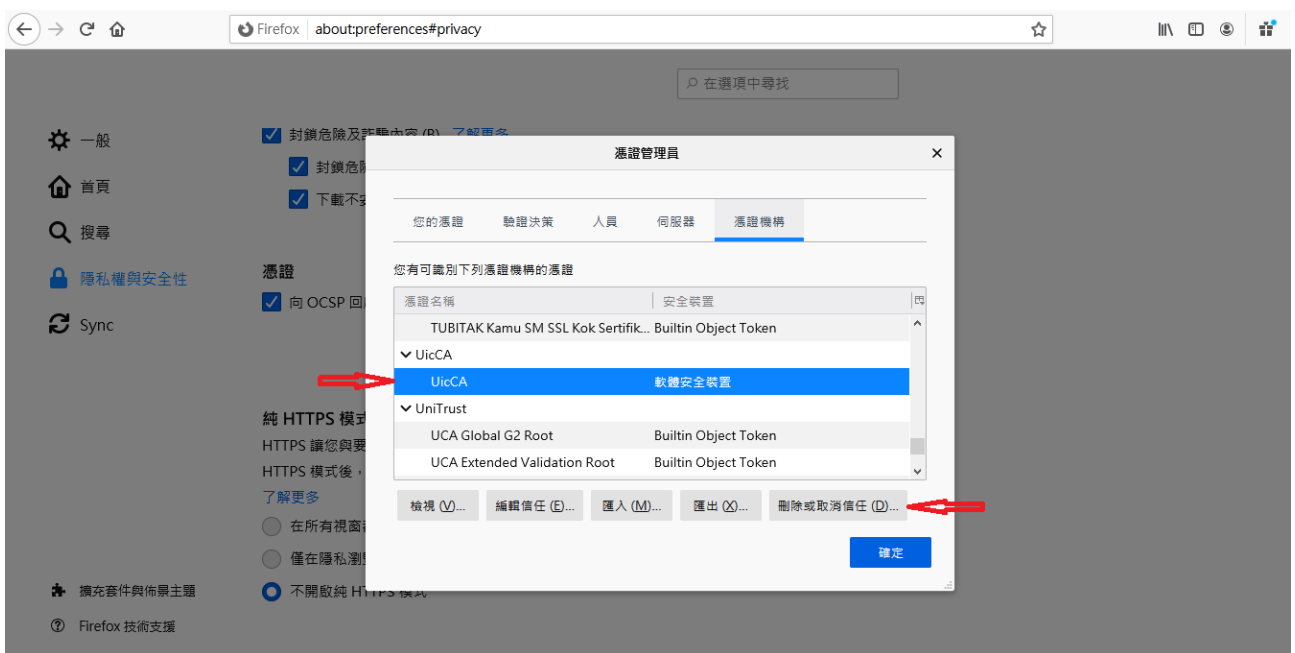 Firefox about:preferences#privacy
在選項中尋找
一般
首頁
搜尋
隱私權與安全性
Sync
擴充套件與佈景主題
Firefox 技術支援
封鎖危險及詐騙內容 (B) 了解更多
封鎖危險
下載不安
憑證
向 OCSP 回
純 HTTPS 模式
HTTPS 讓您與要
HTTPS 模式後，
了解更多
在所有視窗
僅在隱私瀏覽
不開啟純 HTTPS 模式
憑證管理員
您的憑證 驗證決策 人員 伺服器 憑證機構
您有可識別下列憑證機構的憑證
憑證名稱 安全裝置
TUBITAK Kamu SM SSL Kok Sertifik... Builtin Object Token
UicCA
UicCA 軟體安全裝置
UniTrust
UCA Global G2 Root Builtin Object Token
UCA Extended Validation Root Builtin Object Token
檢視 (V)... 編輯信任 (E)... 匯入 (M)... 匯出 (X)... 刪除或取消信任 (D)...
確定